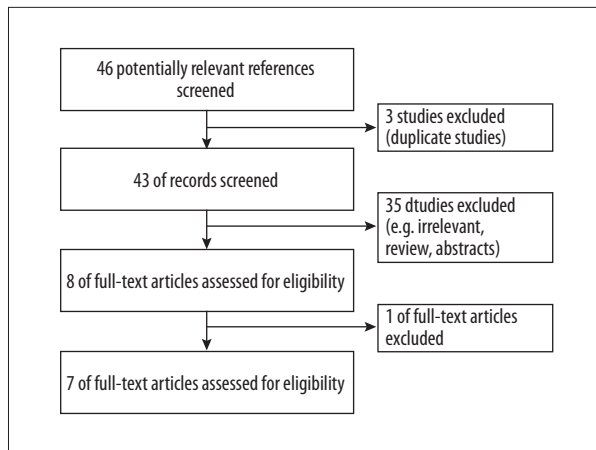 46 potentially relevant references
screened
3 studies excluded
(duplicate studies)
43 of records screened
35 dtudies excluded
(e.g. irrelevant,
review, abstracts)
8 of full-text articles assessed for eligibility
1 of full-text articles
excluded
7 of full-text articles assessed for eligibility